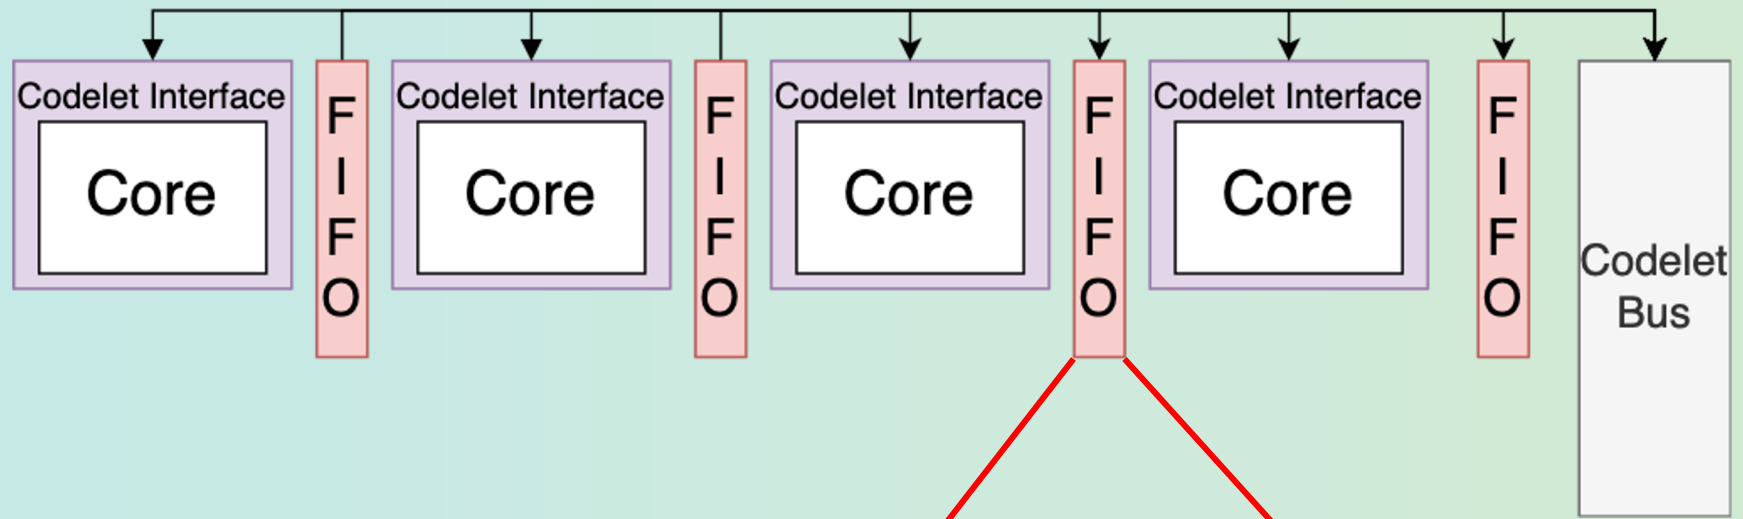 Codelet Interface
Core
F
I
F
O
Codelet Interface
Core
F
I
F
O
Codelet Interface
Core
F
I
F
O
Codelet Interface
Core
F
I
F
O
Codelet
Bus